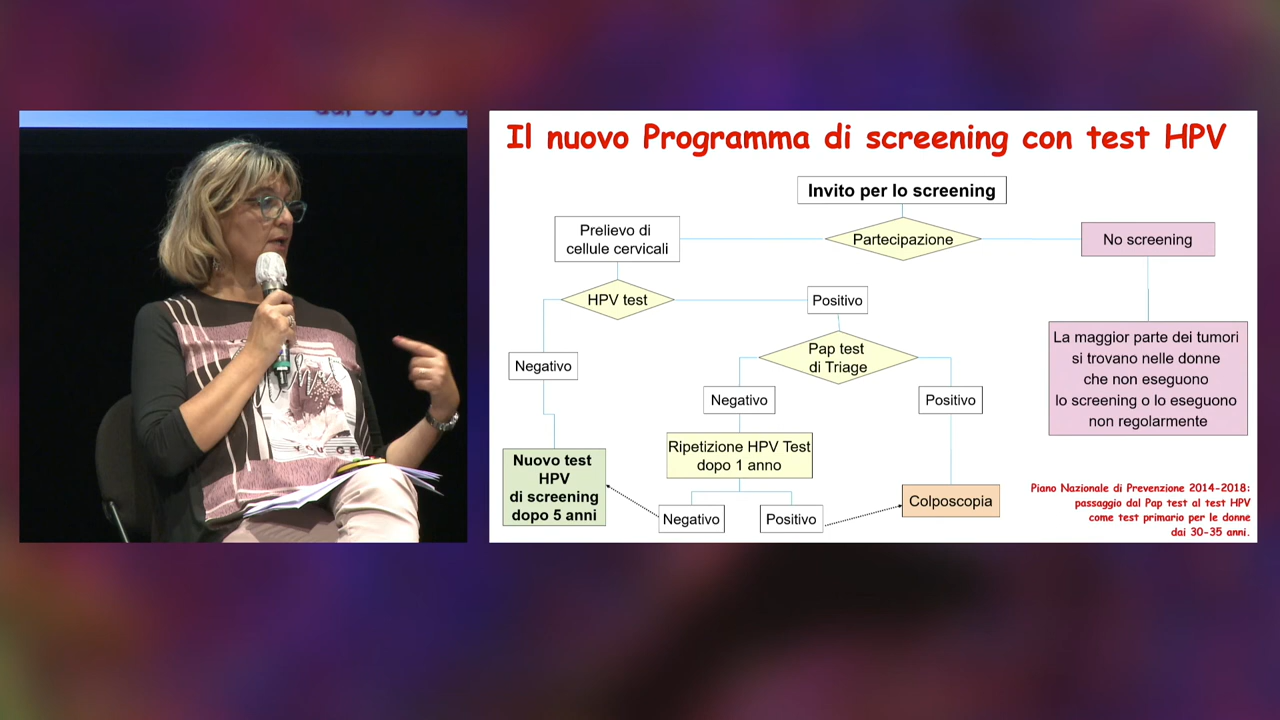 Il nuovo Programma di screening con test HPV
Invito per lo screening
Partecipazione
Prelievo di
cellule cervicali
No screening
HPV test
Positivo
La maggior parte dei tumori
si trovano nelle donne
che non eseguono
lo screening o lo eseguono
non regolarmente
Pap test
di Triage
Negativo
Negativo
Positivo
Ripetizione HPV Test
dopo 1 anno
Nuovo test
HPV
di screening
dopo 5 anni
Negativo
Positivo
Colposcopia
Piano Nazionale di Prevenzione 2014-2018:
passaggio dal Pap test al test HPV
come test primario per le donne
dai 30-35 anni.